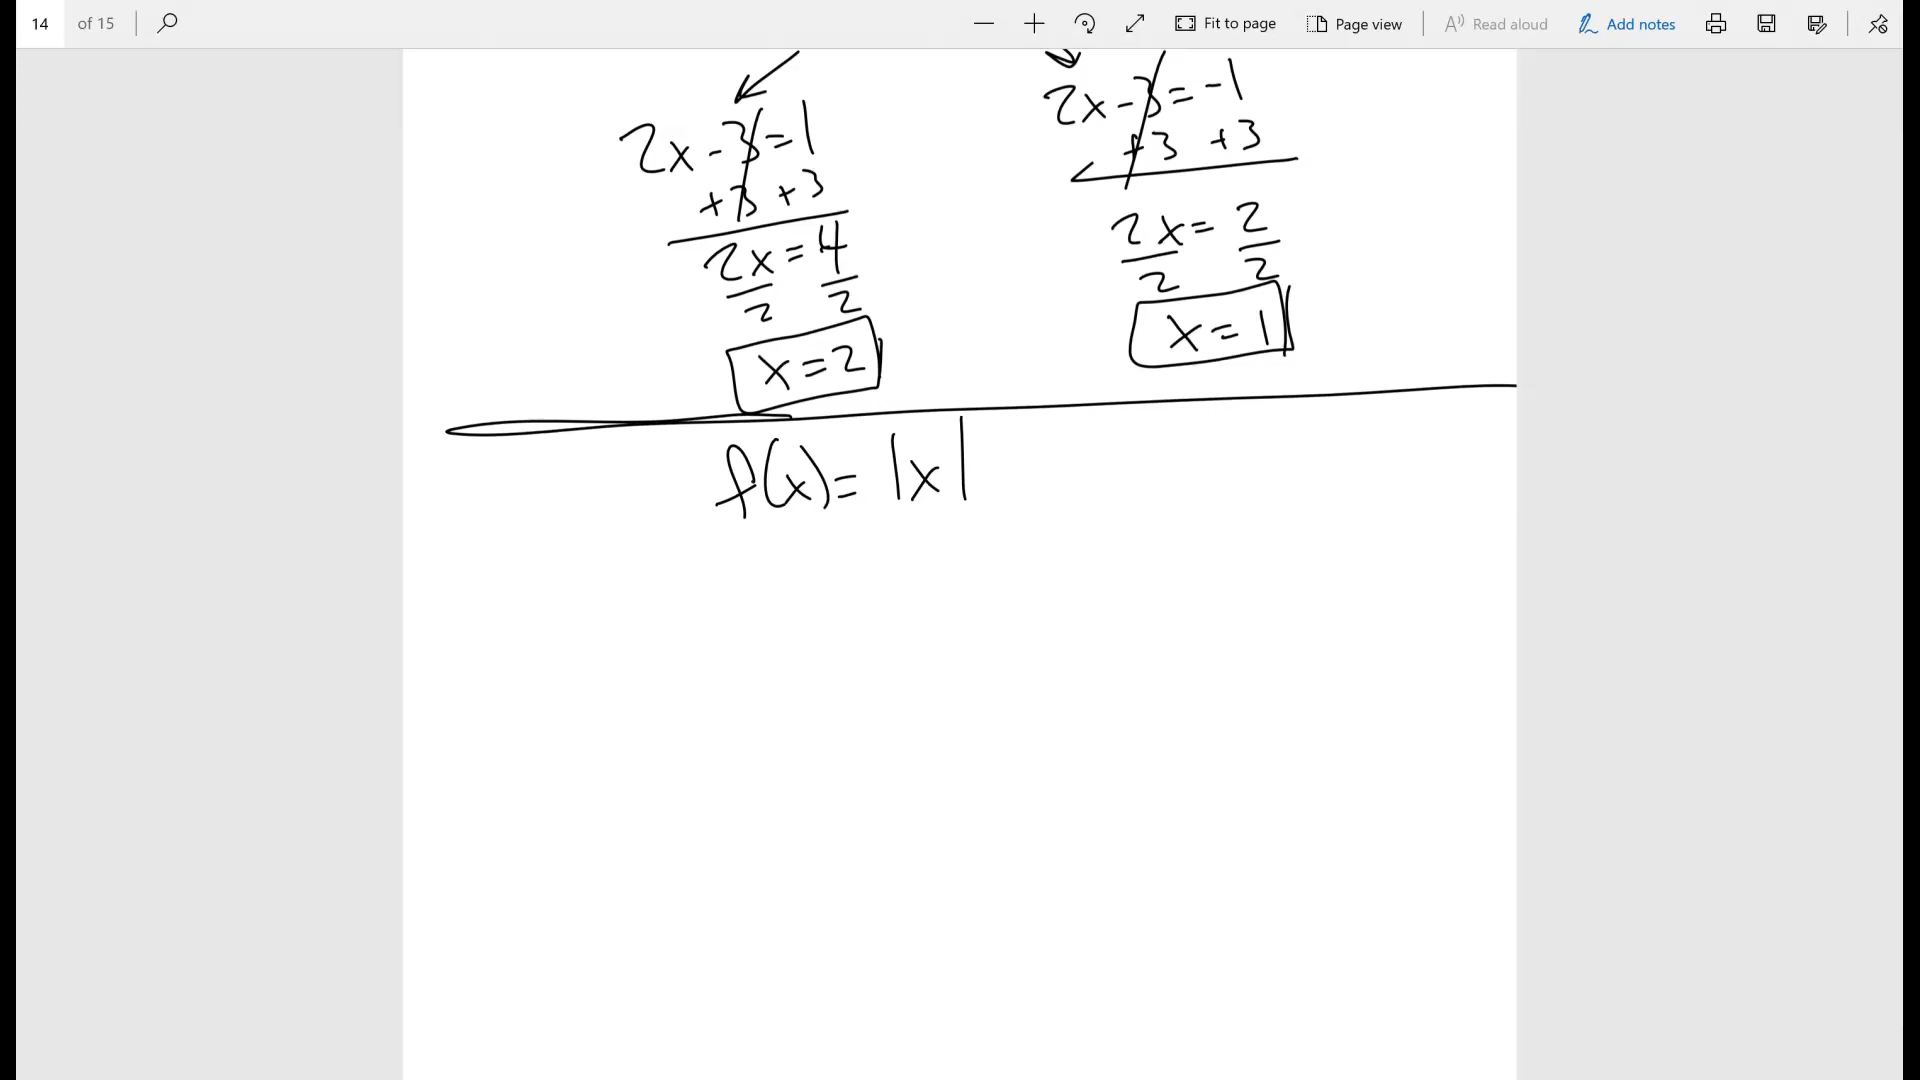 14 of 15 Fit to page Page view Read aloud Add notes
2x-3=1
+3 +3
2x=4
2 2
x=2
2x-3=-1
+3 +3
2x=2
2 2
x=1
f(x)=|x|